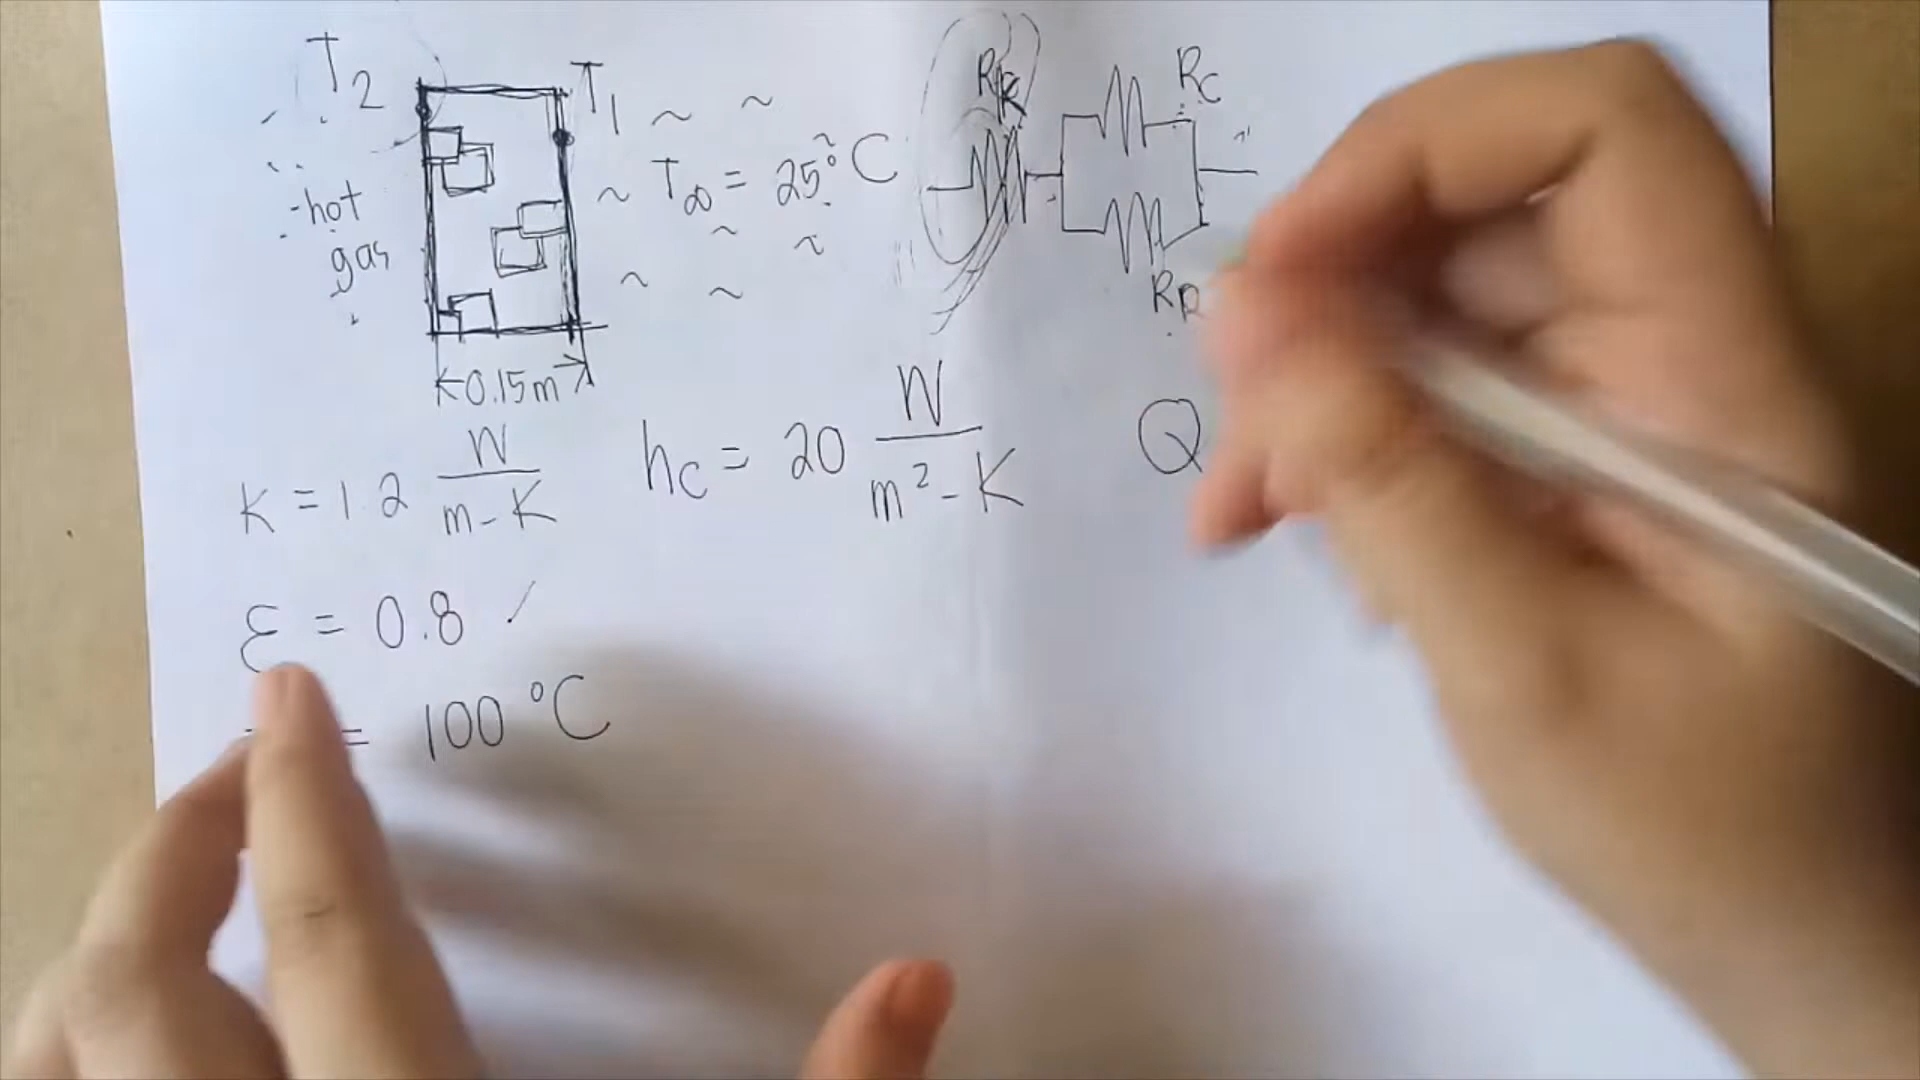 T₂
T₁
hot
gas
T∞ = 25°C
Rk
Rc
RR
0.15m
K = 1.2 W/m-K
hc = 20 W/m²-K
Q
ε = 0.8
= 100 °C